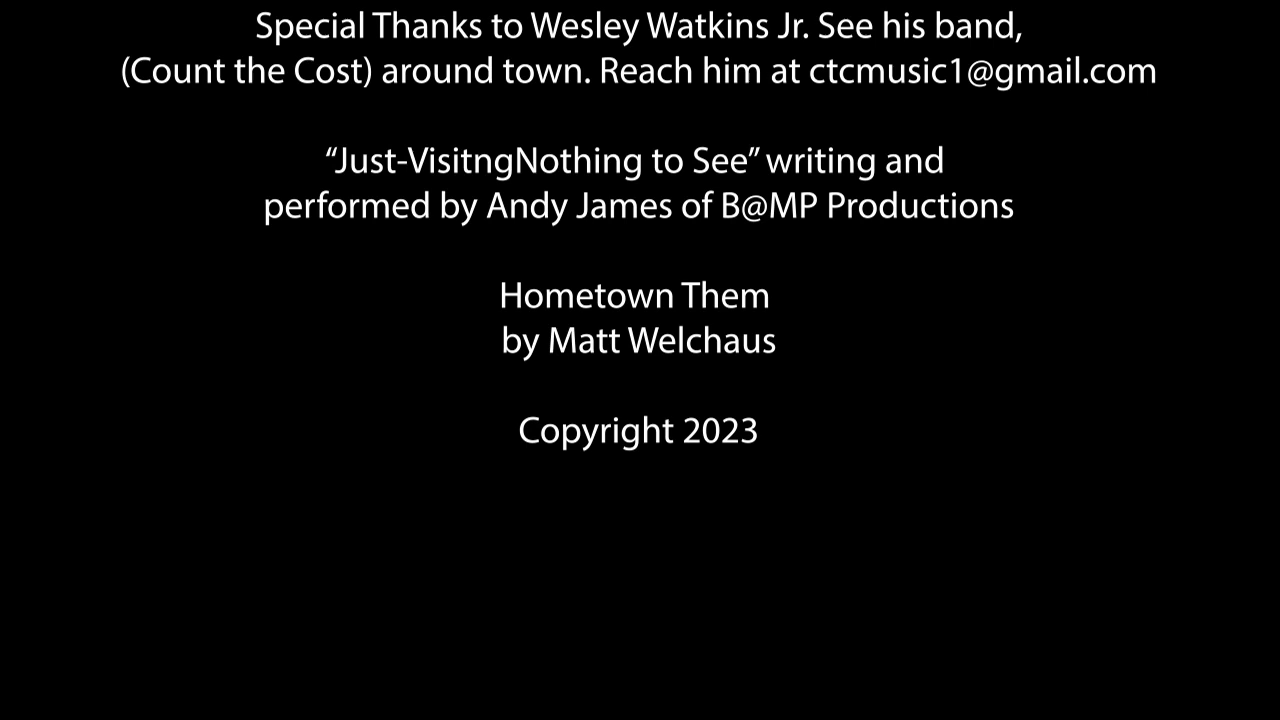 Special Thanks to Wesley Watkins Jr. See his band,
(Count the Cost) around town. Reach him at ctcmusic1@gmail.com
“Just-VisitngNothing to See” writing and
performed by Andy James of B@MP Productions
Hometown Them
by Matt Welchaus
Copyright 2023